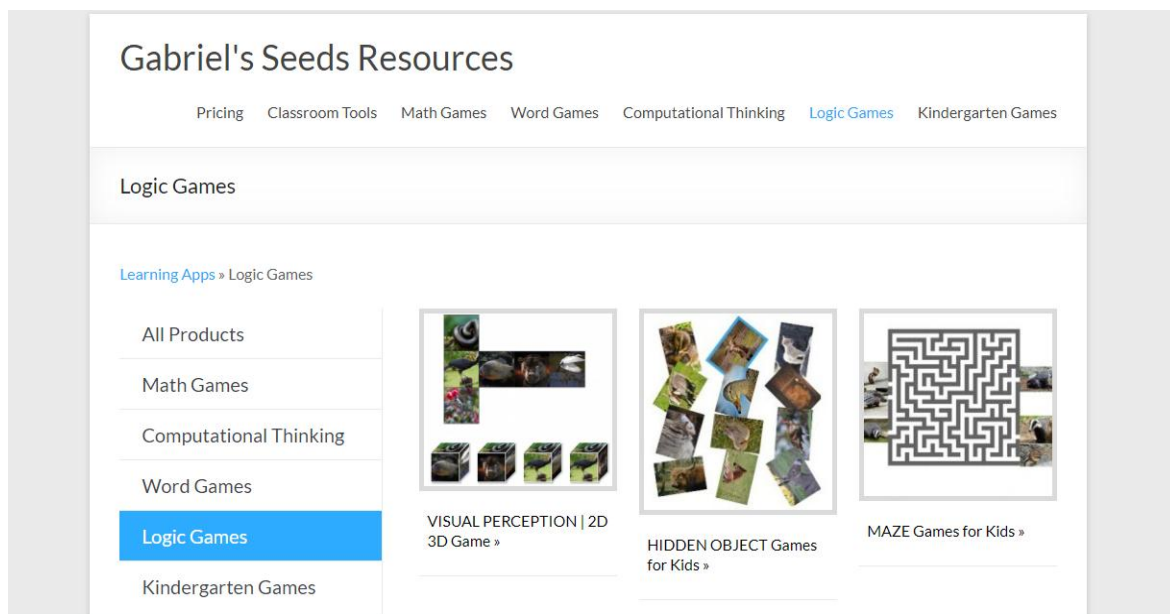 Gabriel's Seeds Resources
Pricing Classroom Tools Math Games Word Games Computational Thinking Logic Games Kindergarten Games
Logic Games
Learning Apps » Logic Games
All Products
Math Games
Computational Thinking
Word Games
Logic Games
Kindergarten Games
VISUAL PERCEPTION | 2D
3D Game »
HIDDEN OBJECT Games
for Kids »
MAZE Games for Kids »